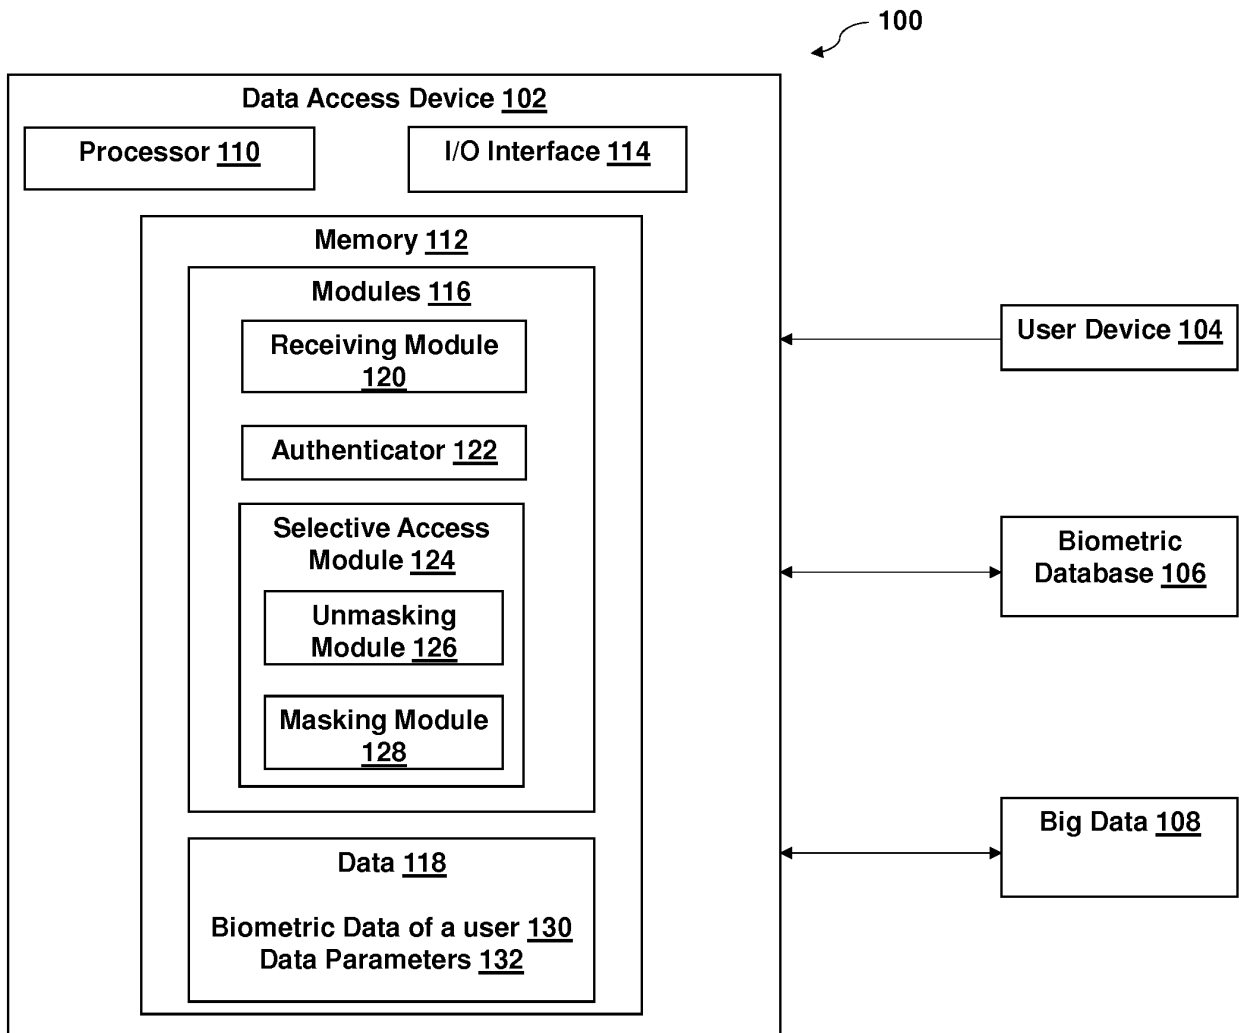 100
Data Access Device 102
Processor 110
I/O Interface 114
Memory 112
Modules 116
Receiving Module
120
Authenticator 122
Selective Access
Module 124
Unmasking
Module 126
Masking Module
128
Data 118
Biometric Data of a user 130
Data Parameters 132
User Device 104
Biometric
Database 106
Big Data 108